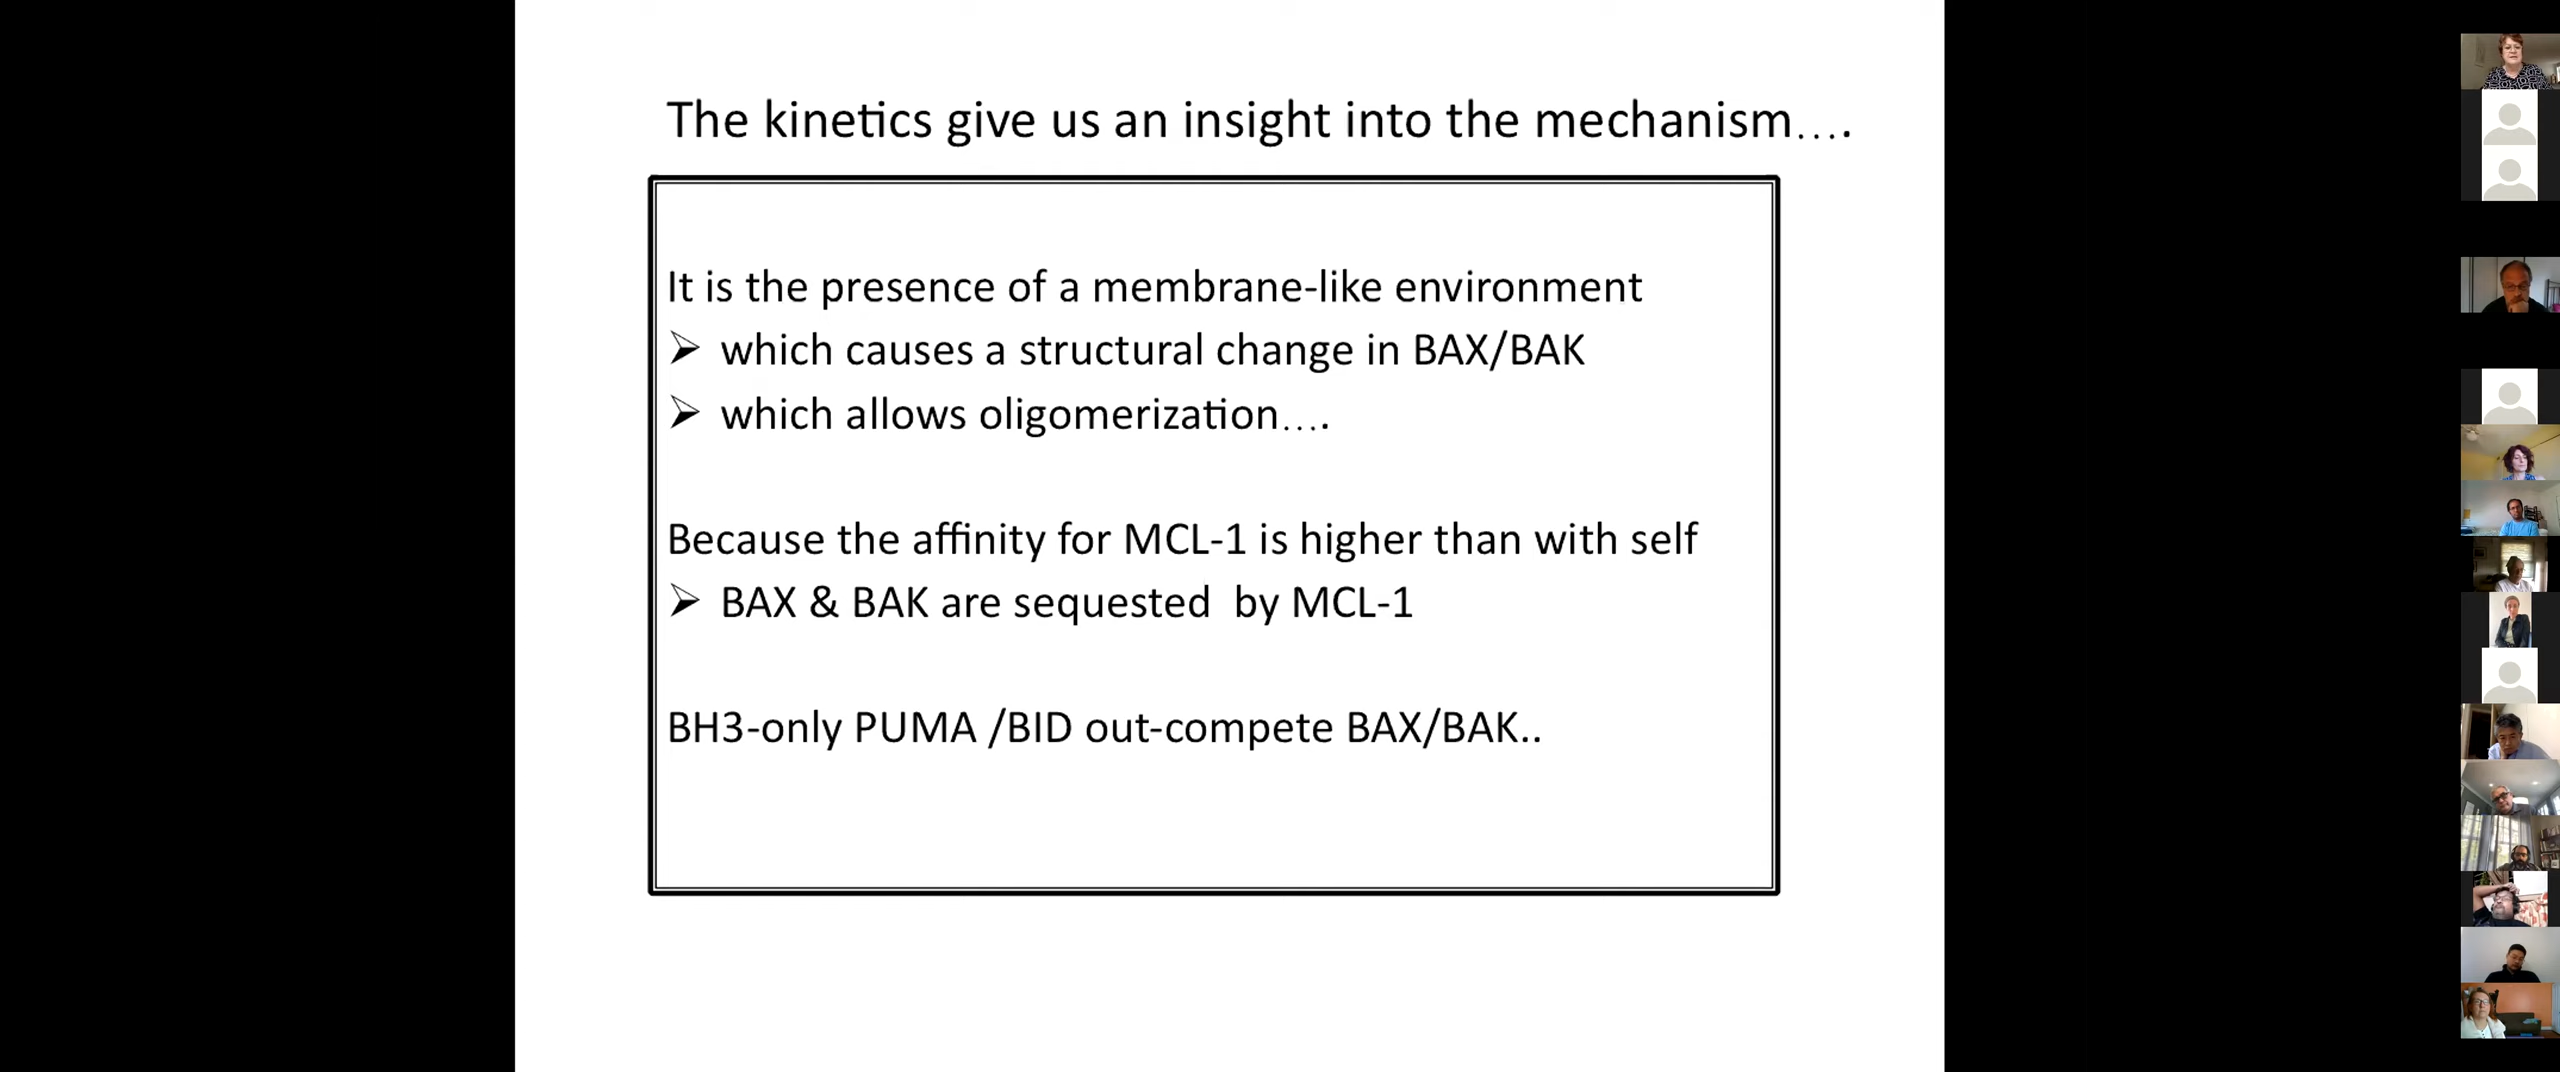 The kinetics give us an insight into the mechanism….
It is the presence of a membrane-like environment
➢ which causes a structural change in BAX/BAK
➢ which allows oligomerization….
Because the affinity for MCL-1 is higher than with self
➢ BAX & BAK are sequested by MCL-1
BH3-only PUMA /BID out-compete BAX/BAK..